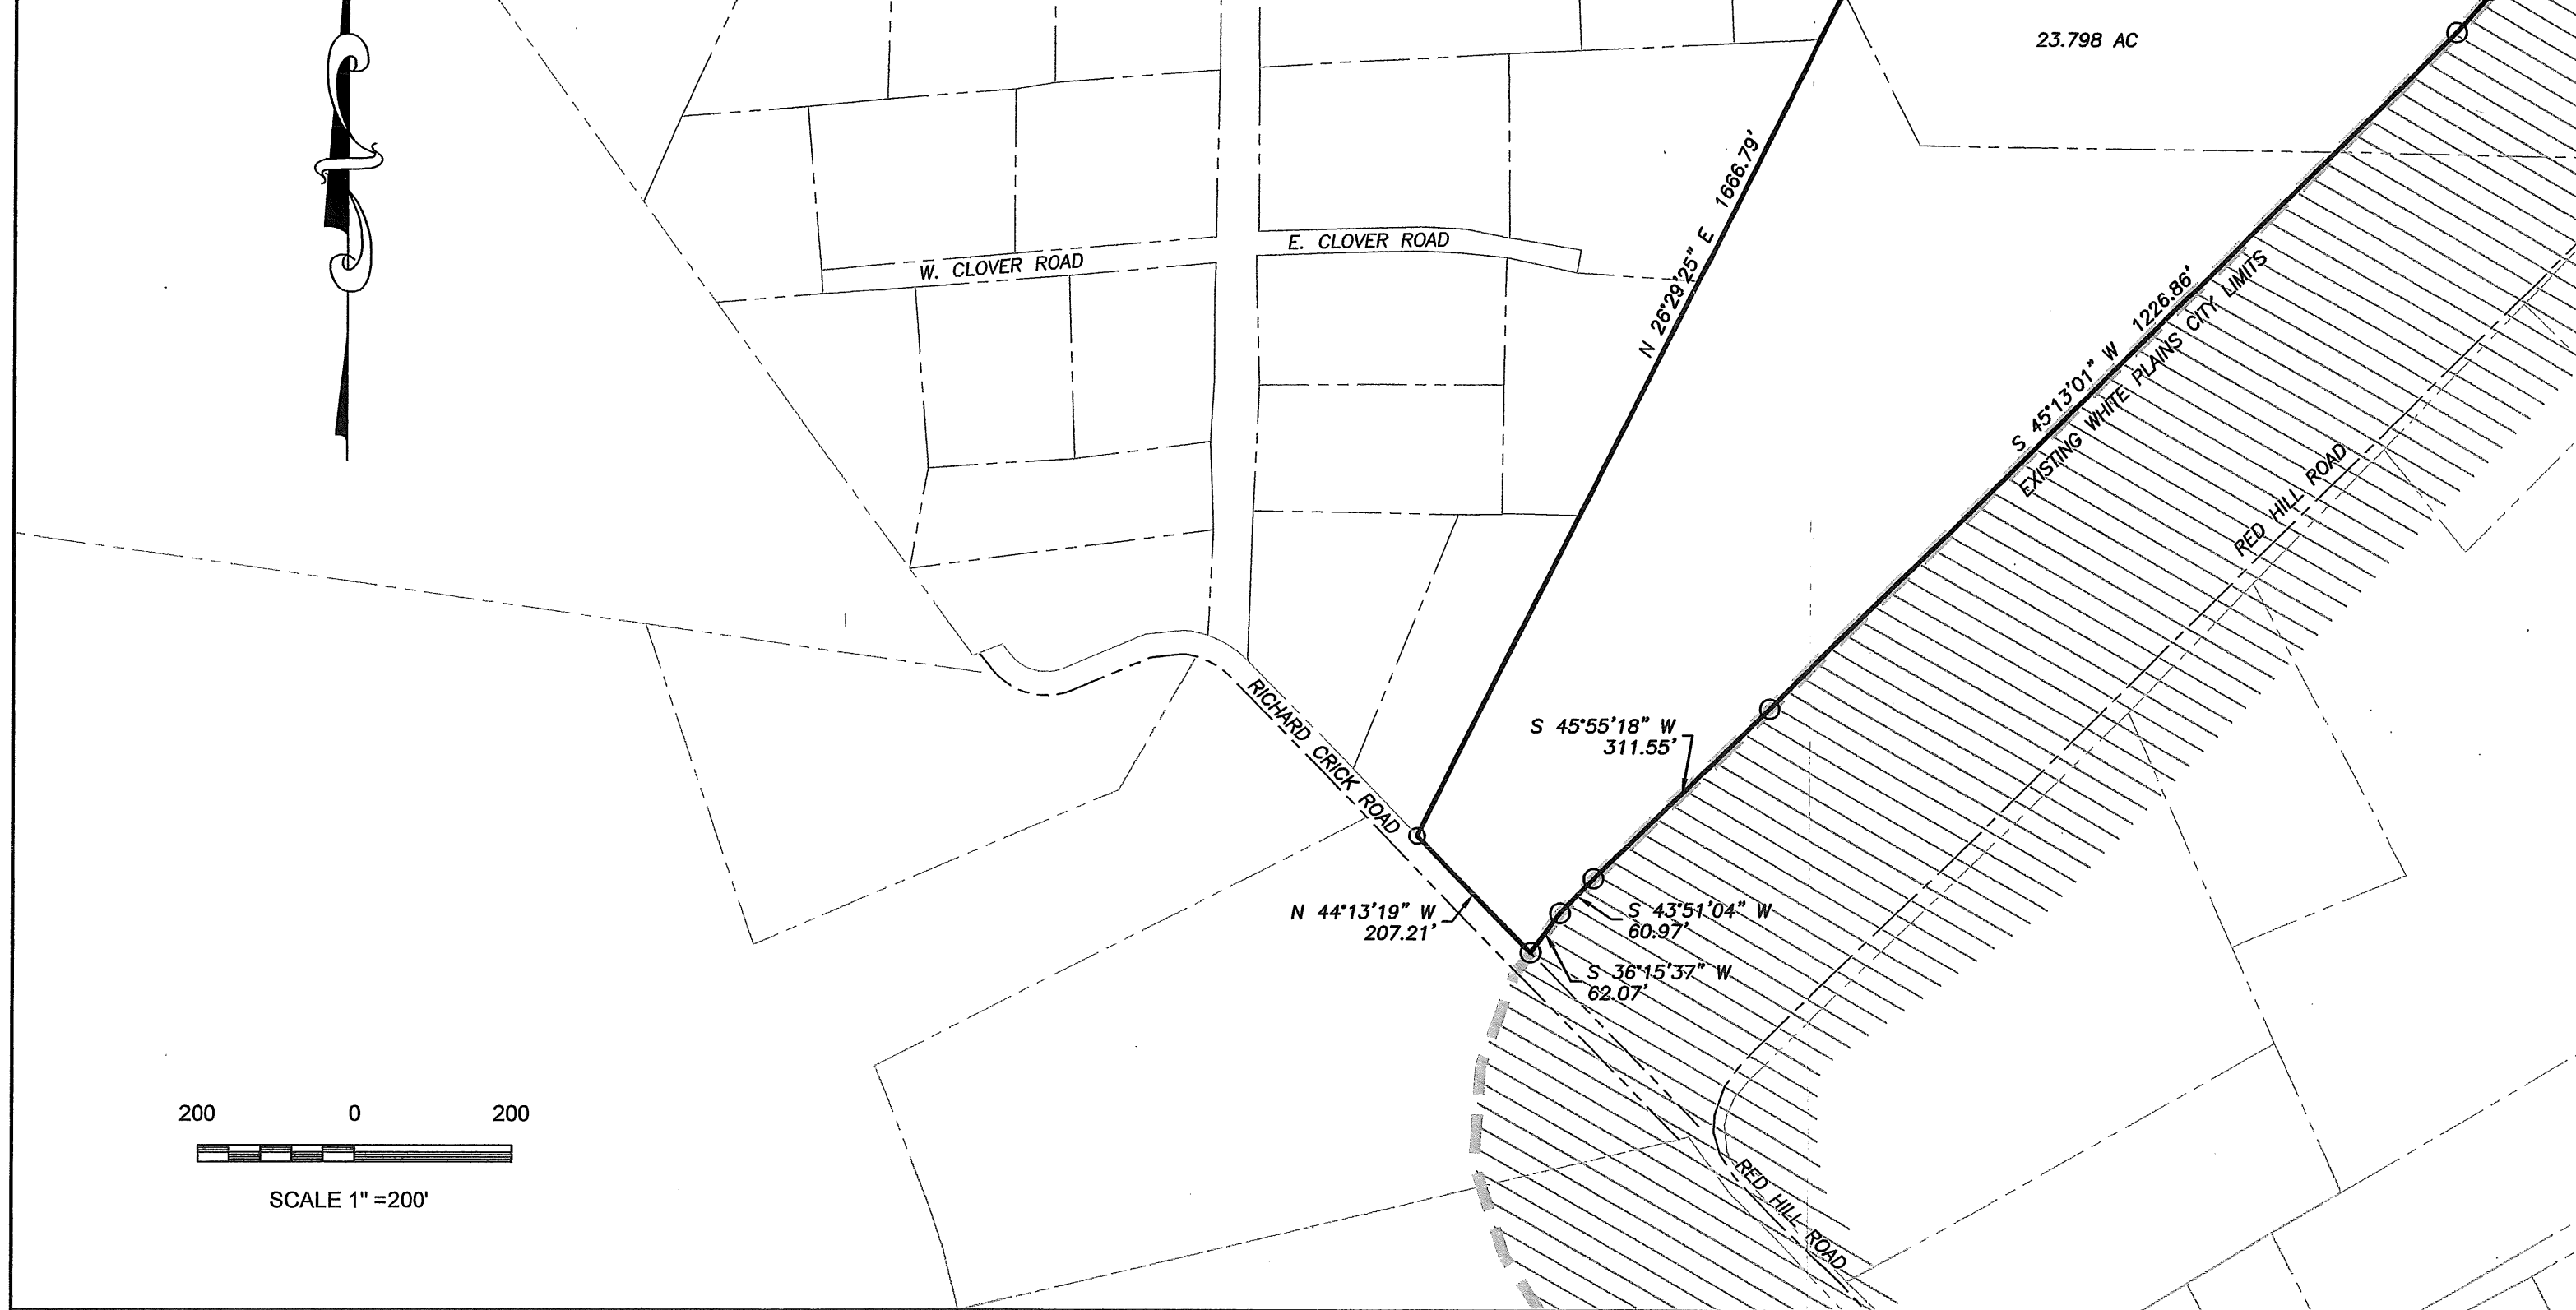 23.798 AC
N 26°29'25" E 1666.79'
E. CLOVER ROAD
W. CLOVER ROAD
S 45°13'01" W 1226.86'
EXISTING WHITE PLAINS CITY LIMITS
RED HILL ROAD
RICHARD CRICK ROAD
S 45°55'18" W
311.55'
N 44°13'19" W
207.21'
S 43°51'04" W
60.97'
S 36°15'37" W
62.07'
RED HILL ROAD
200 0 200
SCALE 1" =200'